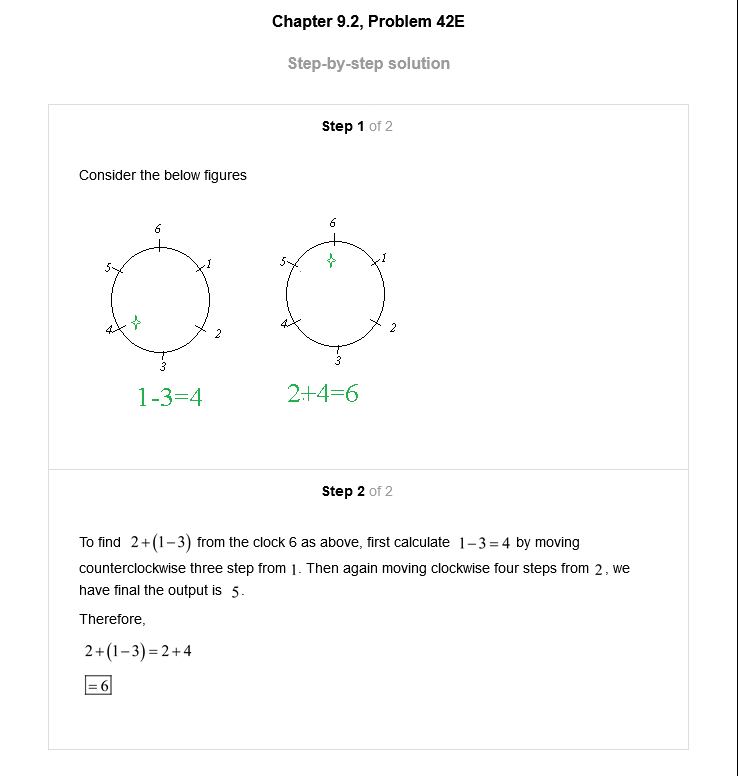 Chapter 9.2, Problem 42E
Step-by-step solution
Step 1 of 2
Consider the below figures
6
1
2
3
4
5
1-3=4
6
1
2
3
4
5
2+4=6
Step 2 of 2
To find 2+(1−3) from the clock 6 as above, first calculate 1−3=4 by moving
counterclockwise three step from 1. Then again moving clockwise four steps from 2, we
have final the output is 5.
Therefore,
2+(1−3)=2+4
=6